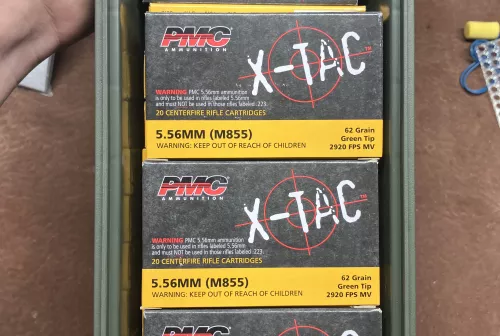 PMC
AMMUNITION
X-TAC™
WARNING PMC 5.56mm ammunition
is only to be used in rifles labeled 5.56mm
and must NOT be used in those rifles labeled .223.
20 CENTERFIRE RIFLE CARTRIDGES
5.56MM (M855)
WARNING: KEEP OUT OF REACH OF CHILDREN
62 Grain
Green Tip
2920 FPS MV
PMC
AMMUNITION
X-TAC™
WARNING PMC 5.56mm ammunition
is only to be used in rifles labeled 5.56mm
and must NOT be used in those rifles labeled .223.
20 CENTERFIRE RIFLE CARTRIDGES
5.56MM (M855)
WARNING: KEEP OUT OF REACH OF CHILDREN
62 Grain
Green Tip
2920 FPS MV
PMC